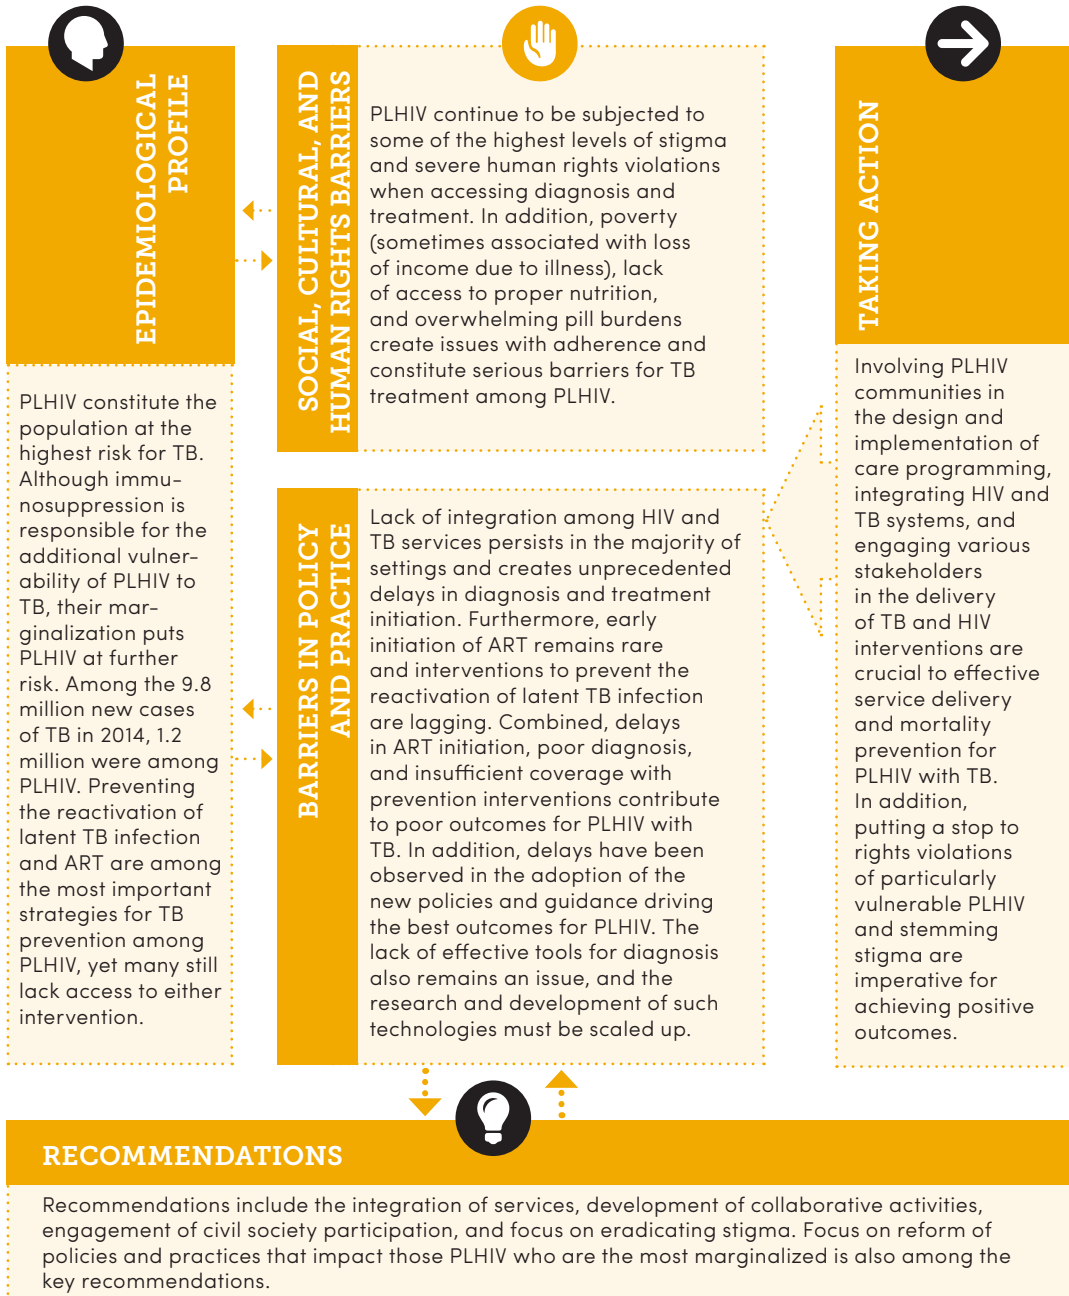 EPIDEMIOLOGICAL
PROFILE
PLHIV constitute the
population at the
highest risk for TB.
Although immu-
nosuppression is
responsible for the
additional vulner-
ability of PLHIV to
TB, their mar-
ginalization puts
PLHIV at further
risk. Among the 9.8
million new cases
of TB in 2014, 1.2
million were among
PLHIV. Preventing
the reactivation of
latent TB infection
and ART are among
the most important
strategies for TB
prevention among
PLHIV, yet many still
lack access to either
intervention.
SOCIAL, CULTURAL, AND
HUMAN RIGHTS BARRIERS
PLHIV continue to be subjected to
some of the highest levels of stigma
and severe human rights violations
when accessing diagnosis and
treatment. In addition, poverty
(sometimes associated with loss
of income due to illness), lack
of access to proper nutrition,
and overwhelming pill burdens
create issues with adherence and
constitute serious barriers for TB
treatment among PLHIV.
BARRIERS IN POLICY
AND PRACTICE
Lack of integration among HIV and
TB services persists in the majority of
settings and creates unprecedented
delays in diagnosis and treatment
initiation. Furthermore, early
initiation of ART remains rare
and interventions to prevent the
reactivation of latent TB infection
are lagging. Combined, delays
in ART initiation, poor diagnosis,
and insufficient coverage with
prevention interventions contribute
to poor outcomes for PLHIV with
TB. In addition, delays have been
observed in the adoption of the
new policies and guidance driving
the best outcomes for PLHIV. The
lack of effective tools for diagnosis
also remains an issue, and the
research and development of such
technologies must be scaled up.
TAKING ACTION
Involving PLHIV
communities in
the design and
implementation of
care programming,
integrating HIV and
TB systems, and
engaging various
stakeholders
in the delivery
of TB and HIV
interventions are
crucial to effective
service delivery
and mortality
prevention for
PLHIV with TB.
In addition,
putting a stop to
rights violations
of particularly
vulnerable PLHIV
and stemming
stigma are
imperative for
achieving positive
outcomes.
RECOMMENDATIONS
Recommendations include the integration of services, development of collaborative activities,
engagement of civil society participation, and focus on eradicating stigma. Focus on reform of
policies and practices that impact those PLHIV who are the most marginalized is also among the
key recommendations.